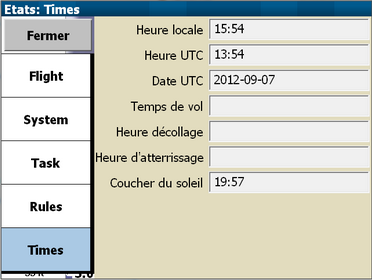 Etats: Times
Fermer
Flight
System
Task
Rules
Times
Heure locale 15:54
Heure UTC 13:54
Date UTC 2012-09-07
Temps de vol
Heure décollage
Heure d'atterrissage
Coucher du soleil 19:57